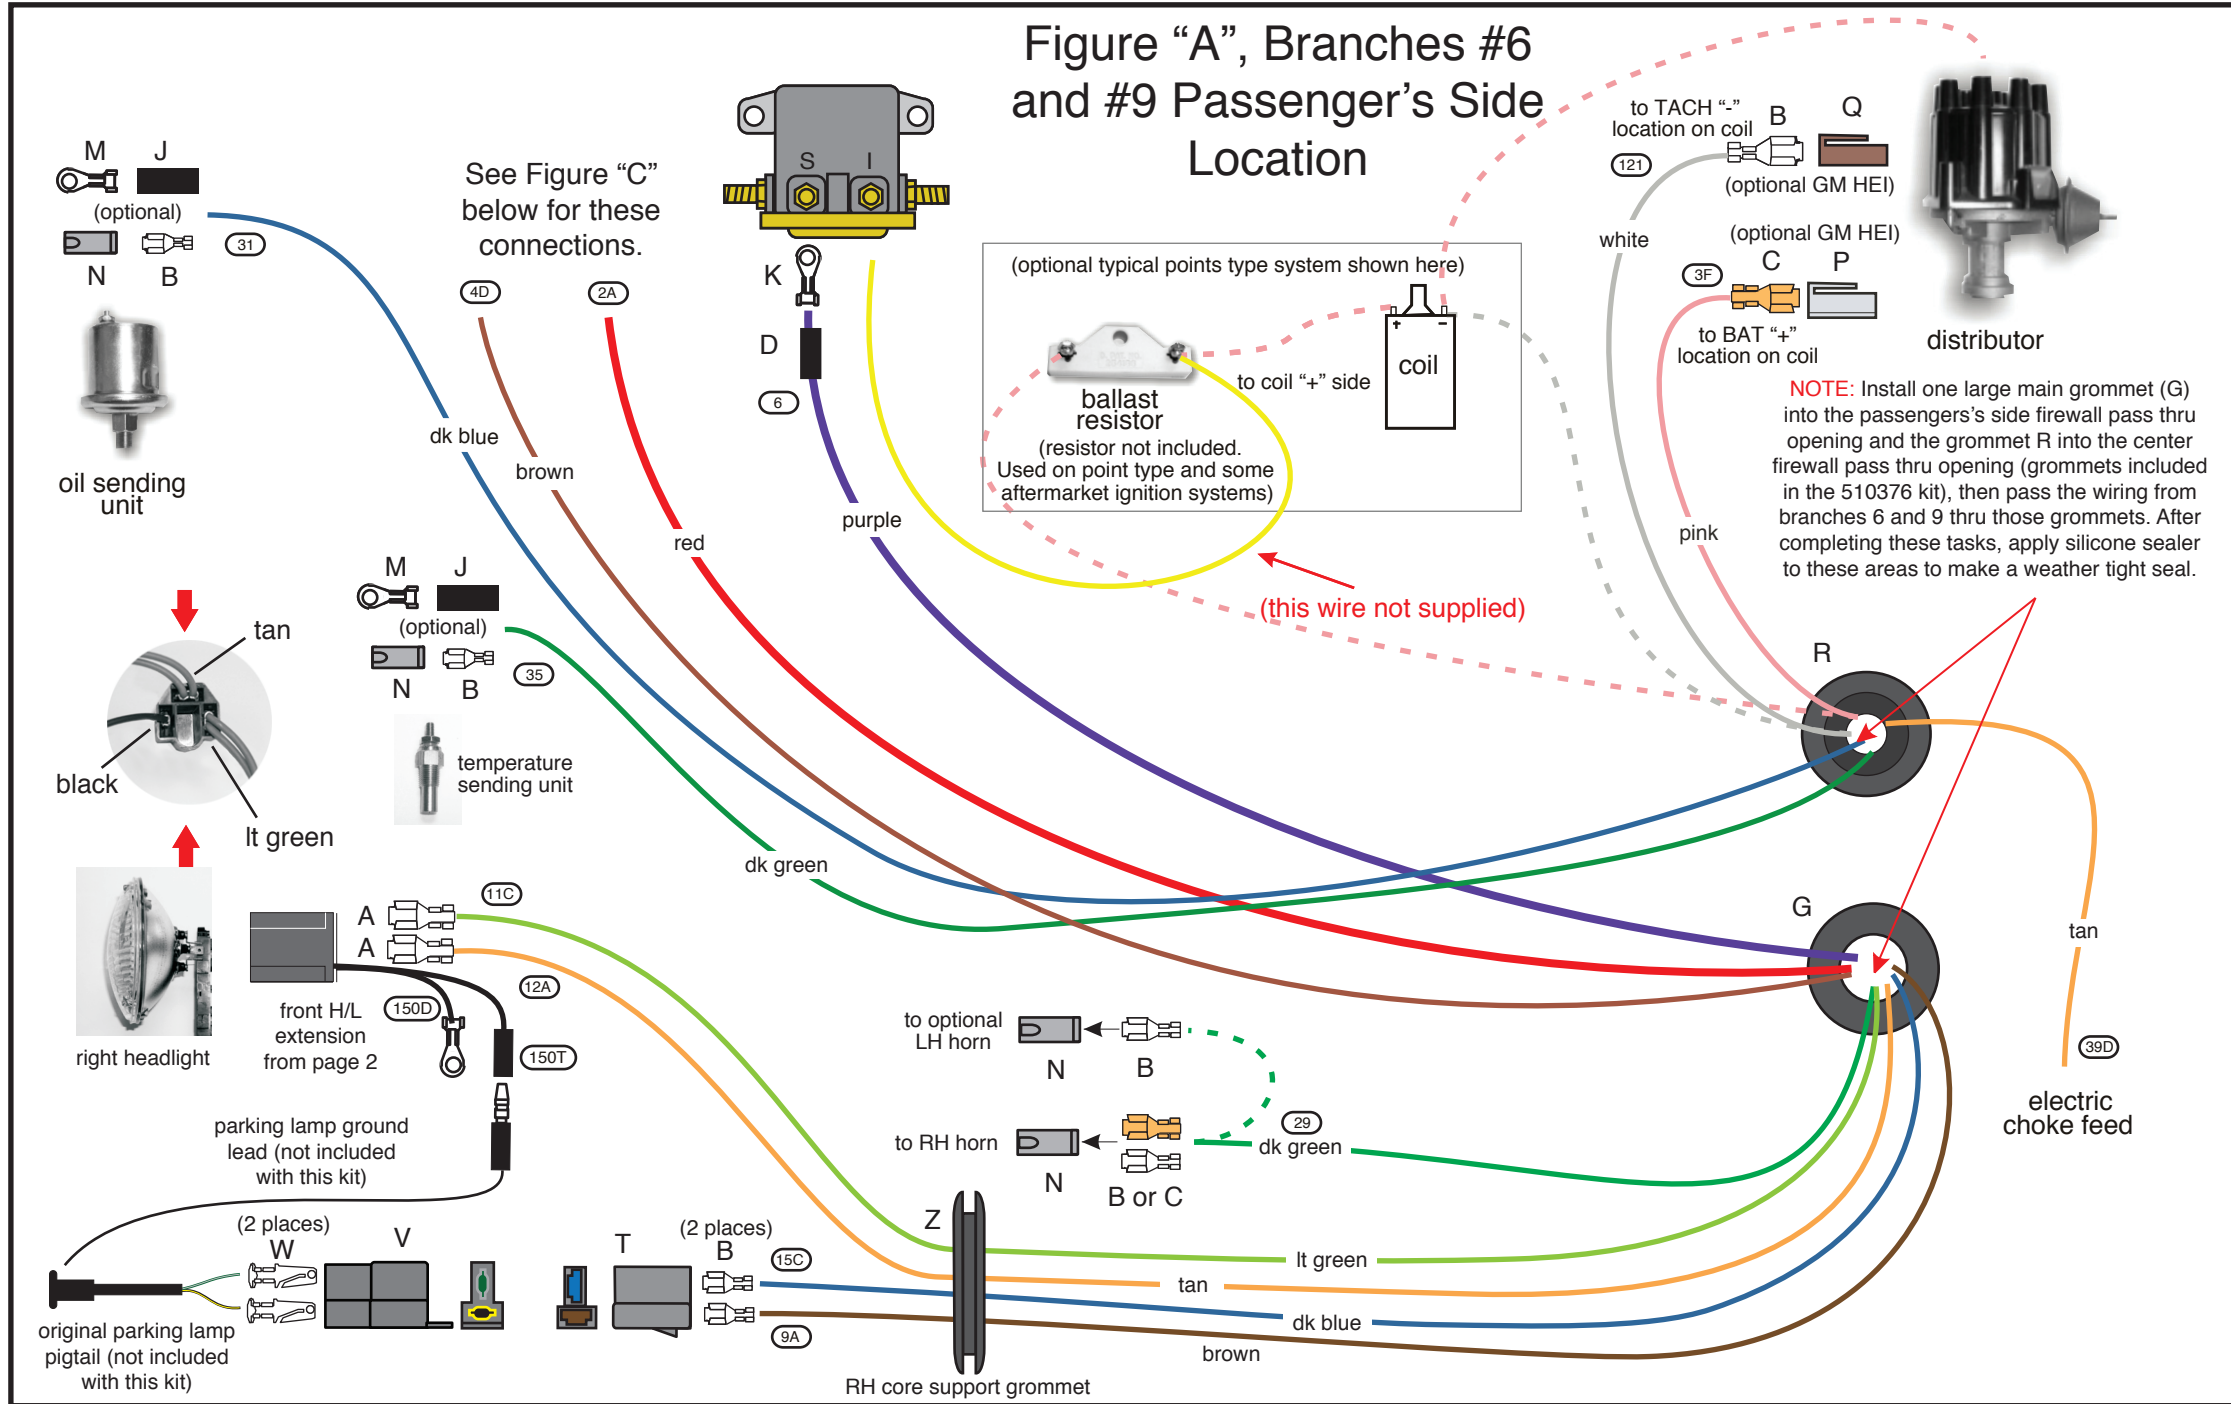 Figure “A”, Branches #6
and #9 Passenger’s Side
Location
M
J
(optional)
N
B
31
oil sending
unit
See Figure “C”
below for these
connections.
4D
2A
S
I
K
D
6
(optional typical points type system shown here)
+
-
coil
to coil “+” side
ballast
resistor
(resistor not included.
Used on point type and some
aftermarket ignition systems)
(this wire not supplied)
to TACH “-”
location on coil
B
Q
121
(optional GM HEI)
white
(optional GM HEI)
3F
C
P
to BAT “+”
location on coil
pink
distributor
NOTE: Install one large main grommet (G)
into the passengers’s side firewall pass thru
opening and the grommet R into the center
firewall pass thru opening (grommets included
in the 510376 kit), then pass the wiring from
branches 6 and 9 thru those grommets. After
completing these tasks, apply silicone sealer
to these areas to make a weather tight seal.
dk blue
brown
red
purple
M
J
(optional)
N
B
35
temperature
sending unit
dk green
tan
black
lt green
right headlight
R
G
tan
39D
electric
choke feed
A
11C
A
12A
150D
150T
front H/L
extension
from page 2
parking lamp ground
lead (not included
with this kit)
to optional
LH horn
N
B
to RH horn
N
B or C
29
dk green
(2 places)
W
V
T
(2 places)
B
15C
9A
Z
lt green
tan
dk blue
brown
original parking lamp
pigtail (not included
with this kit)
RH core support grommet